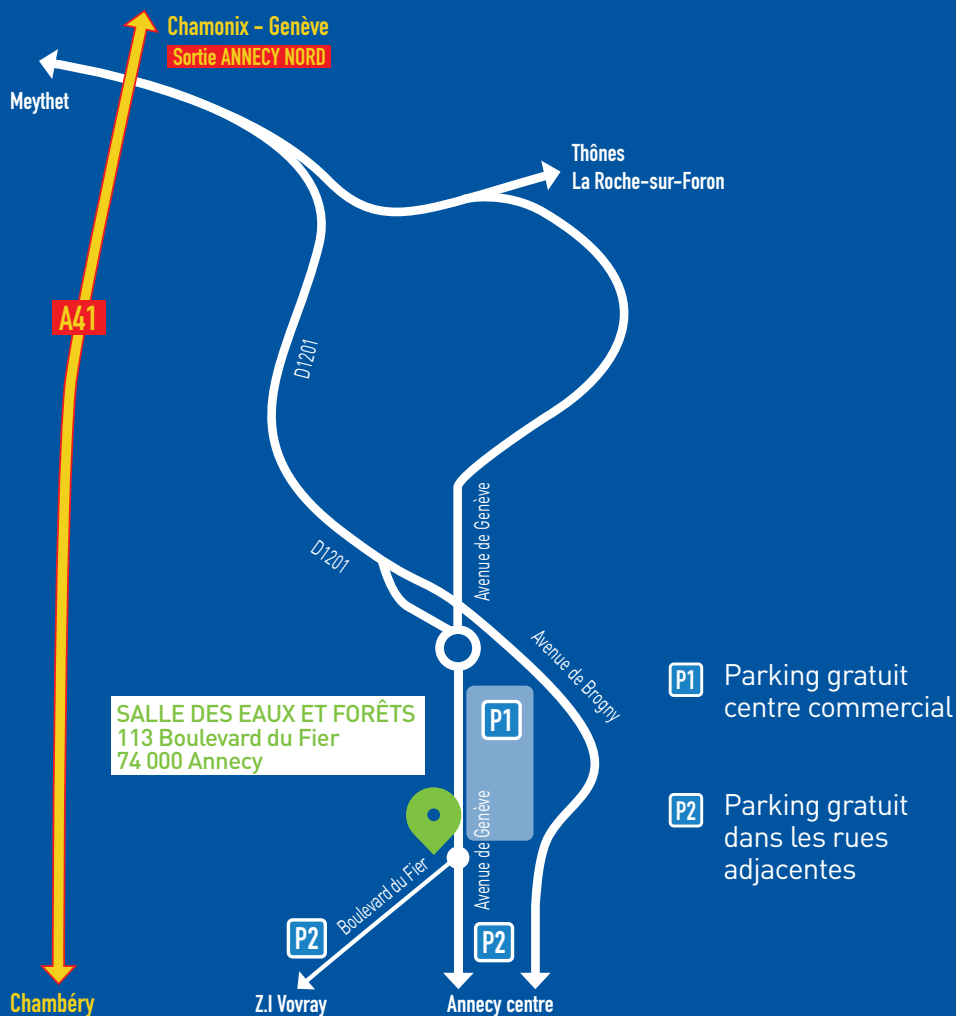 Chamonix - Genève
Sortie ANNECY NORD
Meythet
Thônes
La Roche-sur-Foron
A41
D1201
Avenue de Genève
D1201
Avenue de Brogny
P1 Parking gratuit
centre commercial
SALLE DES EAUX ET FORÊTS
113 Boulevard du Fier
74 000 Annecy
P1
P2 Parking gratuit
dans les rues
adjacentes
Avenue de Genève
Boulevard du Fier
P2
P2
Chambéry
Z.I Vovray
Annecy centre